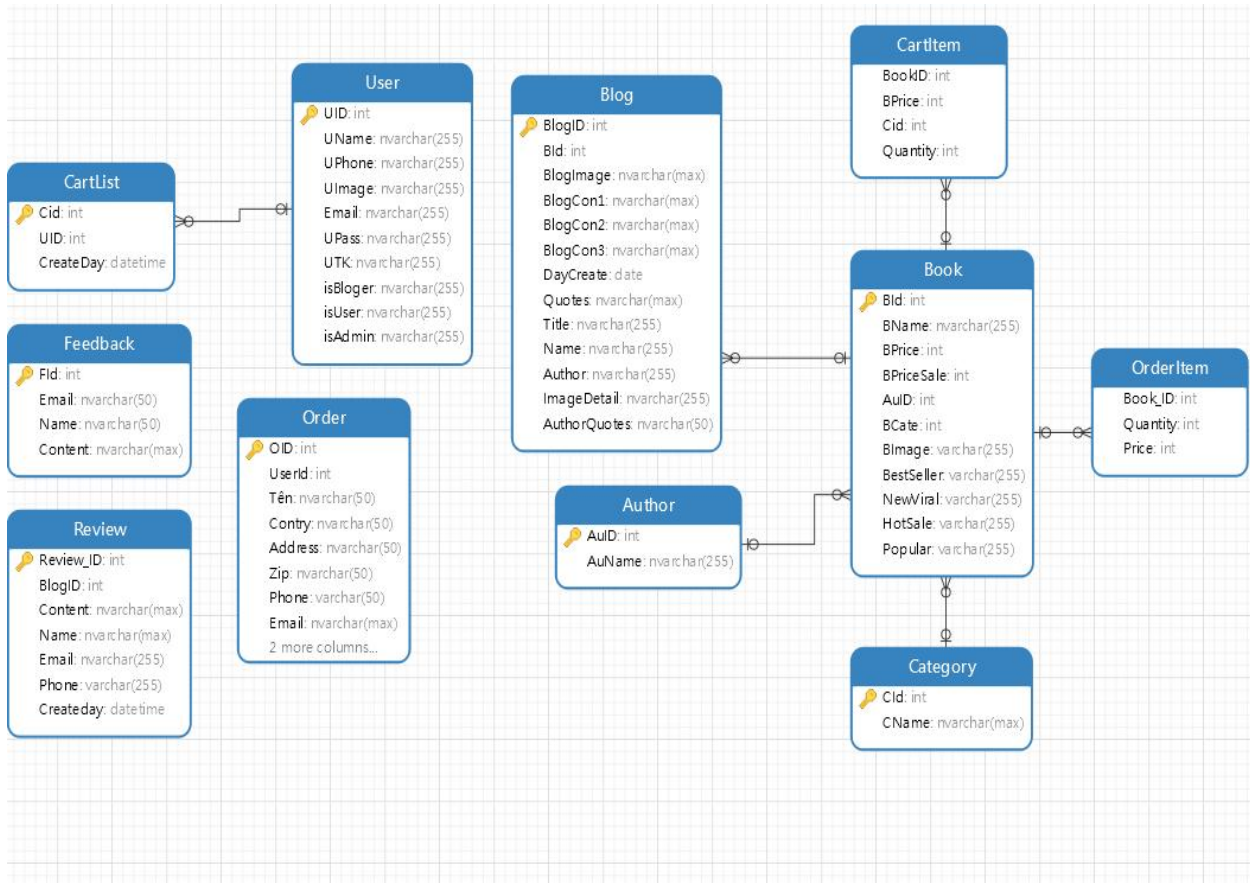 CartList
Cid: int
UID: int
CreateDay: datetime
Feedback
FId: int
Email: nvarchar(50)
Name: nvarchar(50)
Content: nvarchar(max)
Review
Review_ID: int
BlogID: int
Content: nvarchar(max)
Name: nvarchar(max)
Email: nvarchar(255)
Phone: varchar(255)
Createday: datetime
User
UID: int
UName: nvarchar(255)
UPhone: nvarchar(255)
UImage: nvarchar(255)
Email: nvarchar(255)
UPass: nvarchar(255)
UTK: nvarchar(255)
isBloger: nvarchar(255)
isUser: nvarchar(255)
isAdmin: nvarchar(255)
Order
OID: int
UserId: int
Tên: nvarchar(50)
Contry: nvarchar(50)
Address: nvarchar(50)
Zip: nvarchar(50)
Phone: varchar(50)
Email: nvarchar(max)
2 more columns...
Blog
BlogID: int
BId: int
BlogImage: nvarchar(max)
BlogCon1: nvarchar(max)
BlogCon2: nvarchar(max)
BlogCon3: nvarchar(max)
DayCreate: date
Quotes: nvarchar(max)
Title: nvarchar(255)
Name: nvarchar(255)
Author: nvarchar(255)
ImageDetail: nvarchar(255)
AuthorQuotes: nvarchar(50)
Author
AuID: int
AuName: nvarchar(255)
CartItem
BookID: int
BPrice: int
Cid: int
Quantity: int
Book
BId: int
BName: nvarchar(255)
BPrice: int
BPriceSale: int
AuID: int
BCate: int
BImage: varchar(255)
BestSeller: varchar(255)
NewViral: varchar(255)
HotSale: varchar(255)
Popular: varchar(255)
OrderItem
Book_ID: int
Quantity: int
Price: int
Category
CId: int
CName: nvarchar(max)